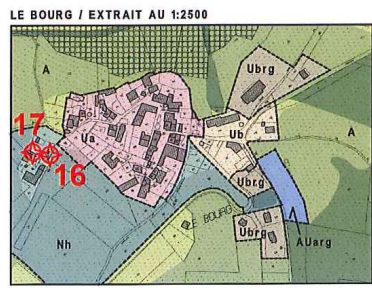 LE BOURG / EXTRAIT AU 1:2500
Ubrg
A
17
Ua
Ub
A
16
Ubrg
LE BOURG
Nh
Ubrg
AUarg